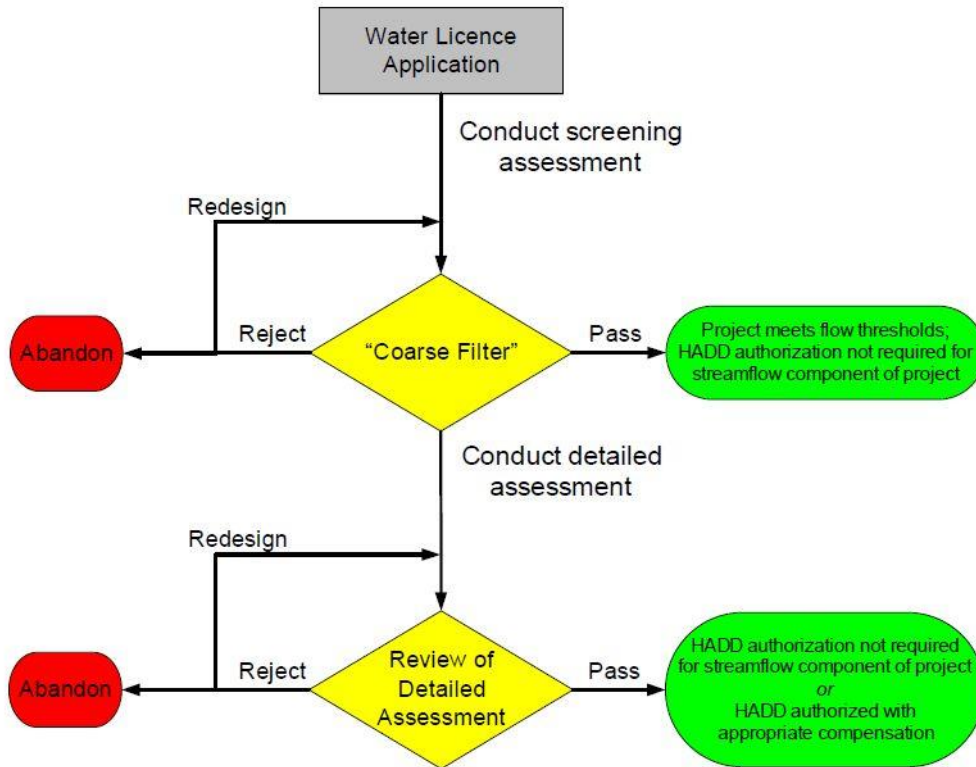 Water Licence
Application
Conduct screening
assessment
Redesign
Abandon
Reject
“Coarse Filter”
Pass
Project meets flow thresholds;
HADD authorization not required for
streamflow component of project
Conduct detailed
assessment
Redesign
Abandon
Reject
Review of
Detailed
Assessment
Pass
HADD authorization not required
for streamflow component of project
or
HADD authorized with
appropriate compensation